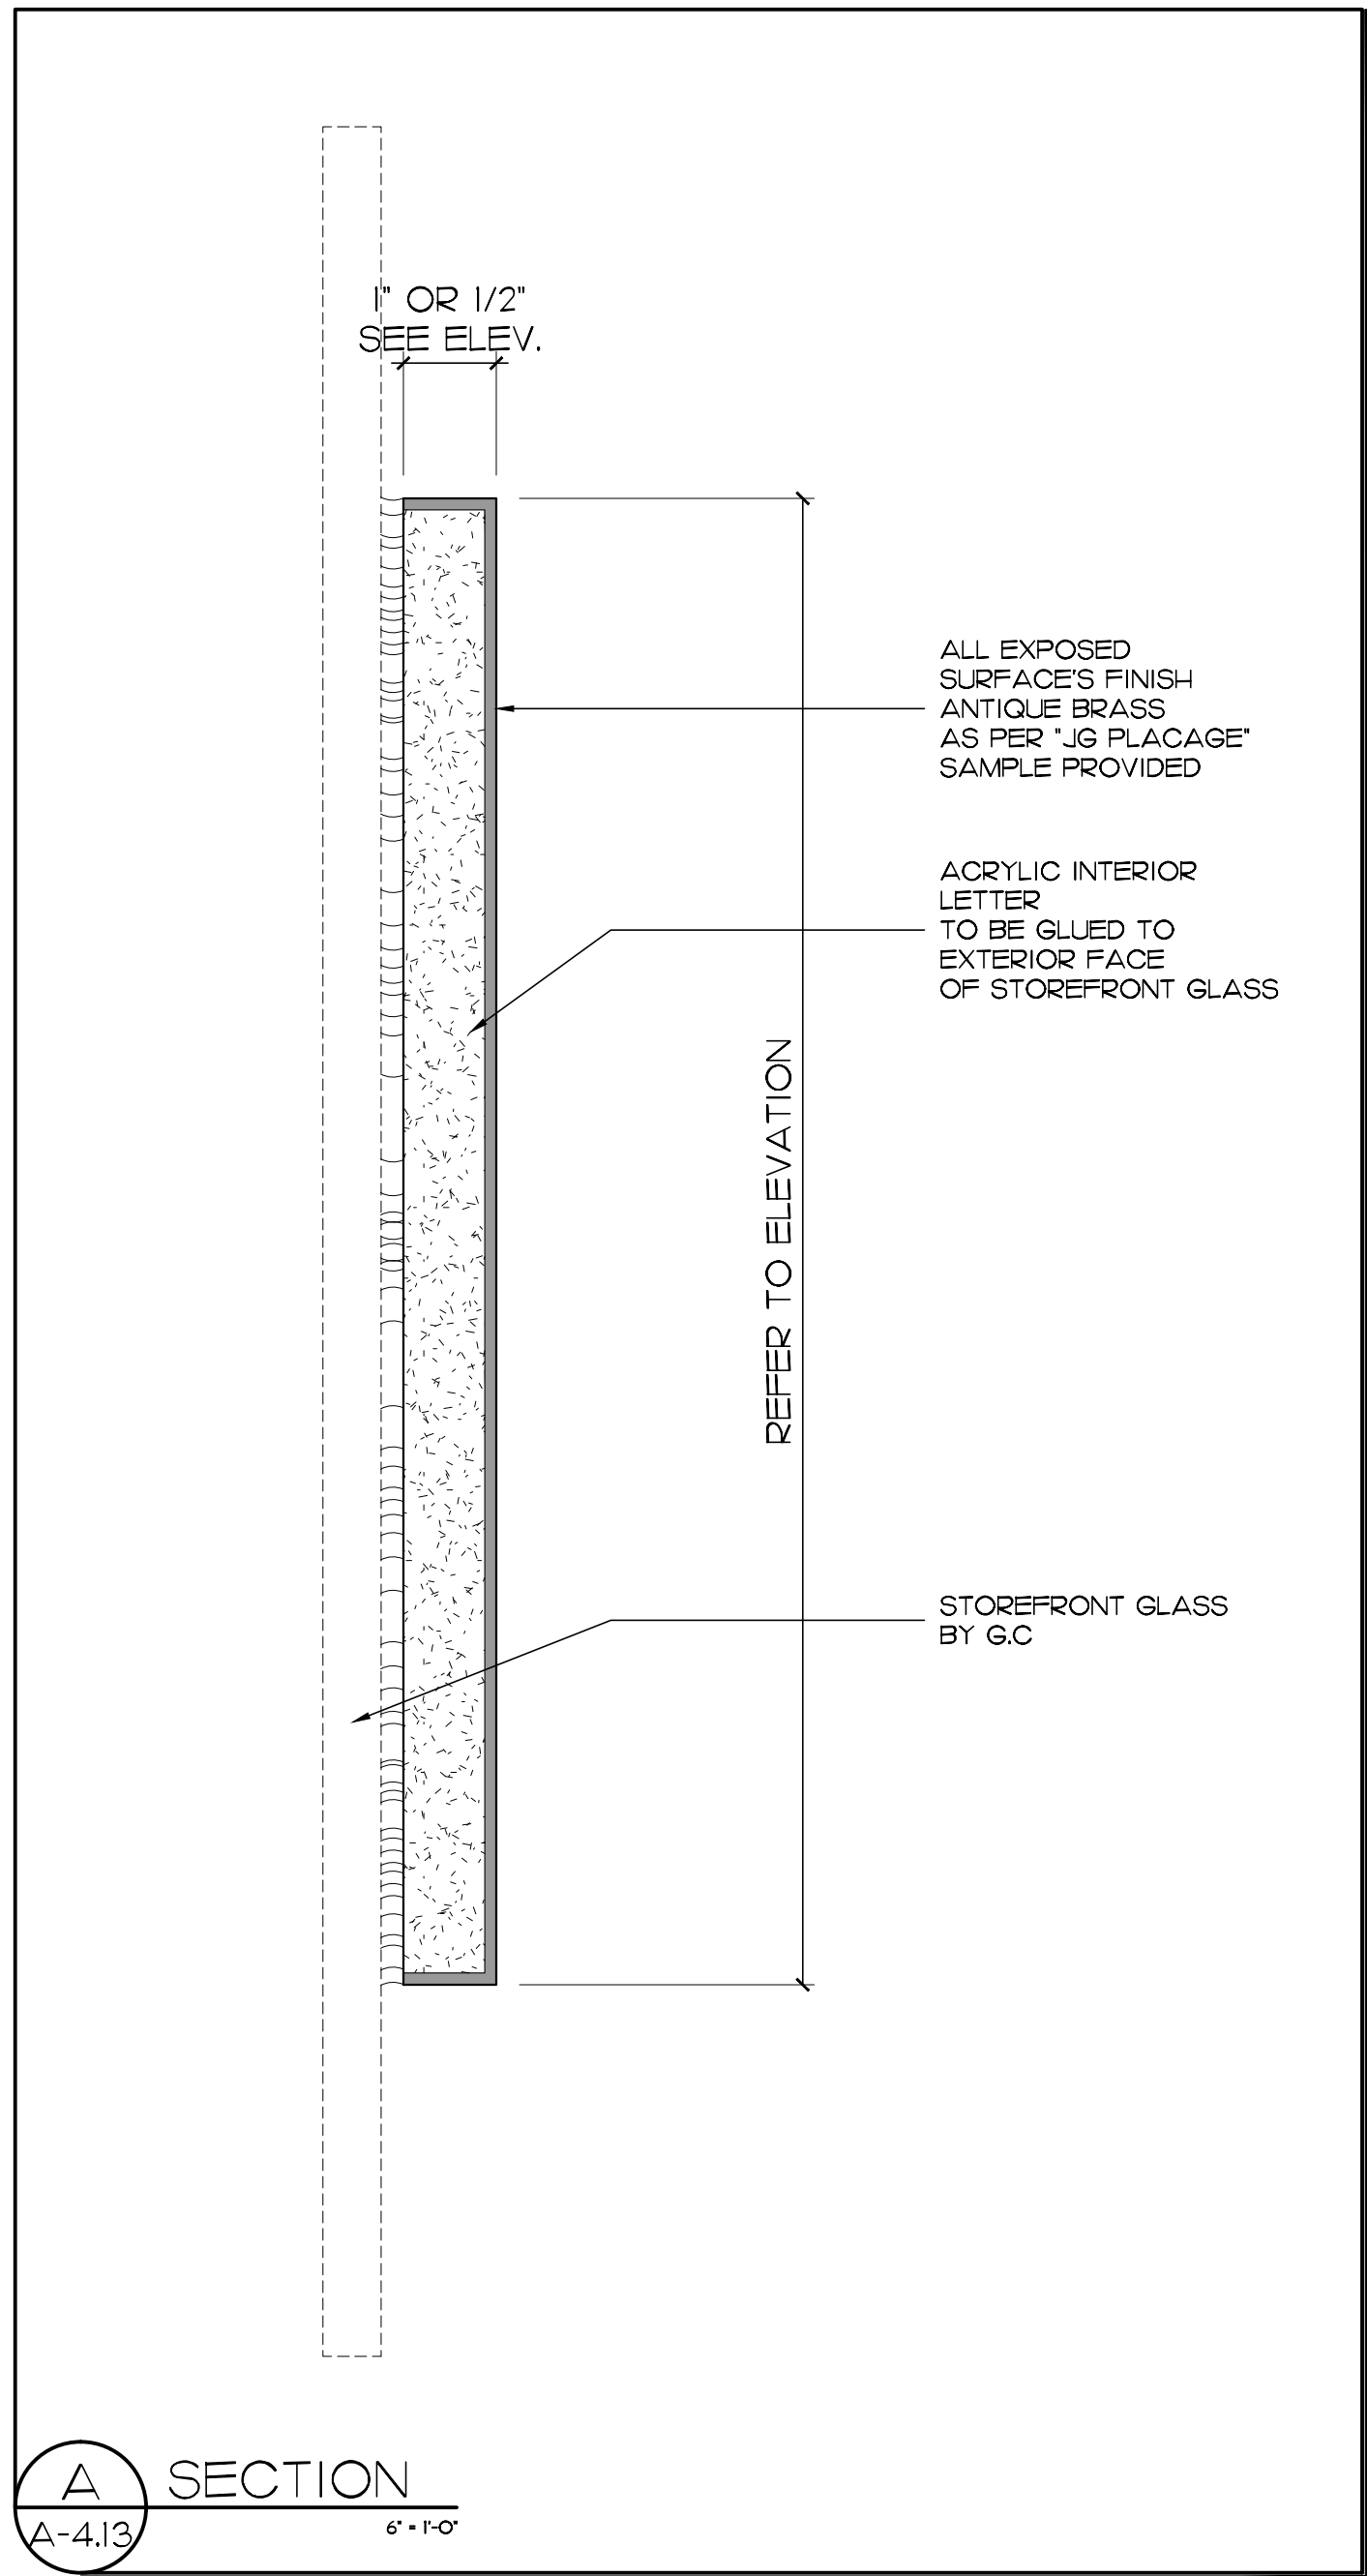 1" OR 1/2"
SEE ELEV.
ALL EXPOSED
SURFACE'S FINISH
ANTIQUE BRASS
AS PER "JG PLACAGE"
SAMPLE PROVIDED
ACRYLIC INTERIOR
LETTER
TO BE GLUED TO
EXTERIOR FACE
OF STOREFRONT GLASS
REFER TO ELEVATION
STOREFRONT GLASS
BY G.C
A
SECTION
A-4.13
6" = 1'-0"